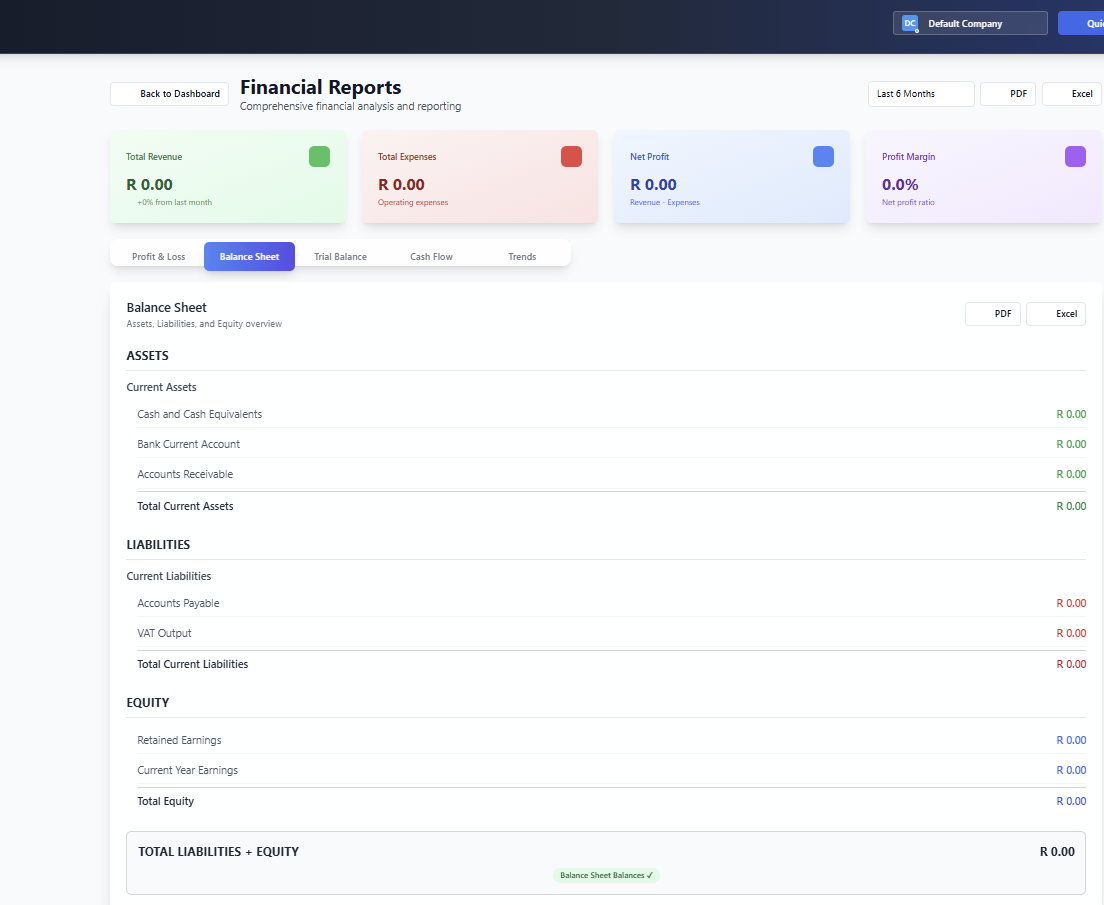 DC Default Company
Back to Dashboard
Financial Reports
Comprehensive financial analysis and reporting
Last 6 Months
PDF
Excel
Total Revenue
R 0.00
+0% from last month
Total Expenses
R 0.00
Operating expenses
Net Profit
R 0.00
Revenue - Expenses
Profit Margin
0.0%
Net profit ratio
Profit & Loss
Balance Sheet
Trial Balance
Cash Flow
Trends
Balance Sheet
Assets, Liabilities, and Equity overview
PDF
Excel
ASSETS
Current Assets
Cash and Cash Equivalents R 0.00
Bank Current Account R 0.00
Accounts Receivable R 0.00
Total Current Assets R 0.00
LIABILITIES
Current Liabilities
Accounts Payable R 0.00
VAT Output R 0.00
Total Current Liabilities R 0.00
EQUITY
Retained Earnings R 0.00
Current Year Earnings R 0.00
Total Equity R 0.00
TOTAL LIABILITIES + EQUITY R 0.00
Balance Sheet Balances ✓